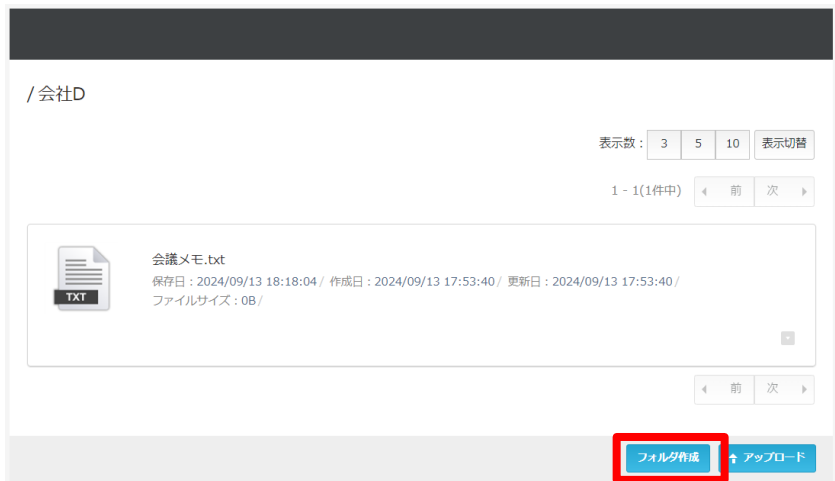 / 会社D
表示数： 3 5 10 表示切替
1 - 1(1件中) 前 次
会議メモ.txt
保存日：2024/09/13 18:18:04 / 作成日：2024/09/13 17:53:40 / 更新日：2024/09/13 17:53:40 /
ファイルサイズ：0B /
TXT
前 次
フォルダ作成 アップロード